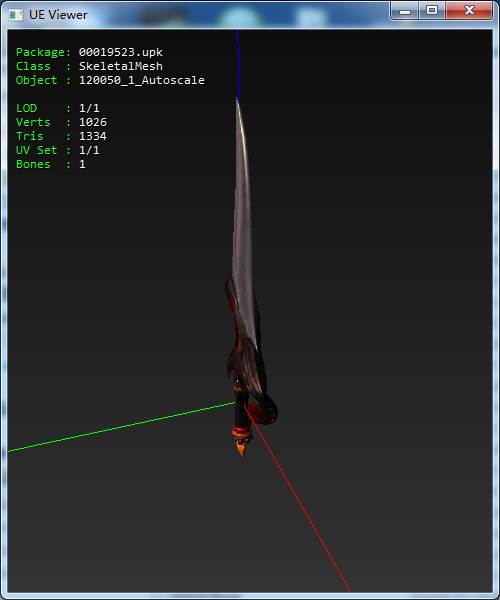 UE Viewer
Package: 00019523.upk
Class : SkeletalMesh
Object : 120050_1_Autoscale
LOD : 1/1
Verts : 1026
Tris : 1334
UV Set : 1/1
Bones : 1